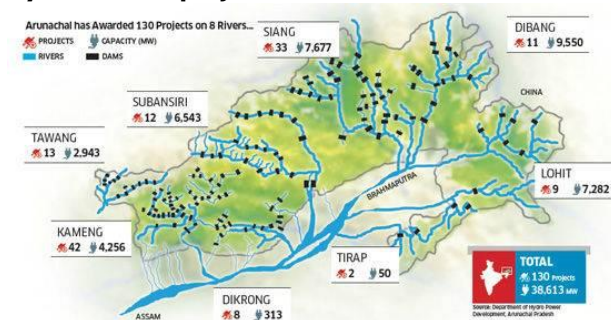 Arunachal has Awarded 130 Projects on 8 Rivers...
PROJECTS CAPACITY (MW)
RIVERS DAMS
SIANG
33 7,677
DIBANG
11 9,550
CHINA
SUBANSIRI
12 6,543
TAWANG
13 2,943
LOHIT
9 7,282
BRAHMAPUTRA
KAMENG
42 4,256
TIRAP
2 50
DIKRONG
8 313
ASSAM
TOTAL
130 Projects
38,613 MW
Source: Department of Hydro Power
Development, Arunachal Pradesh